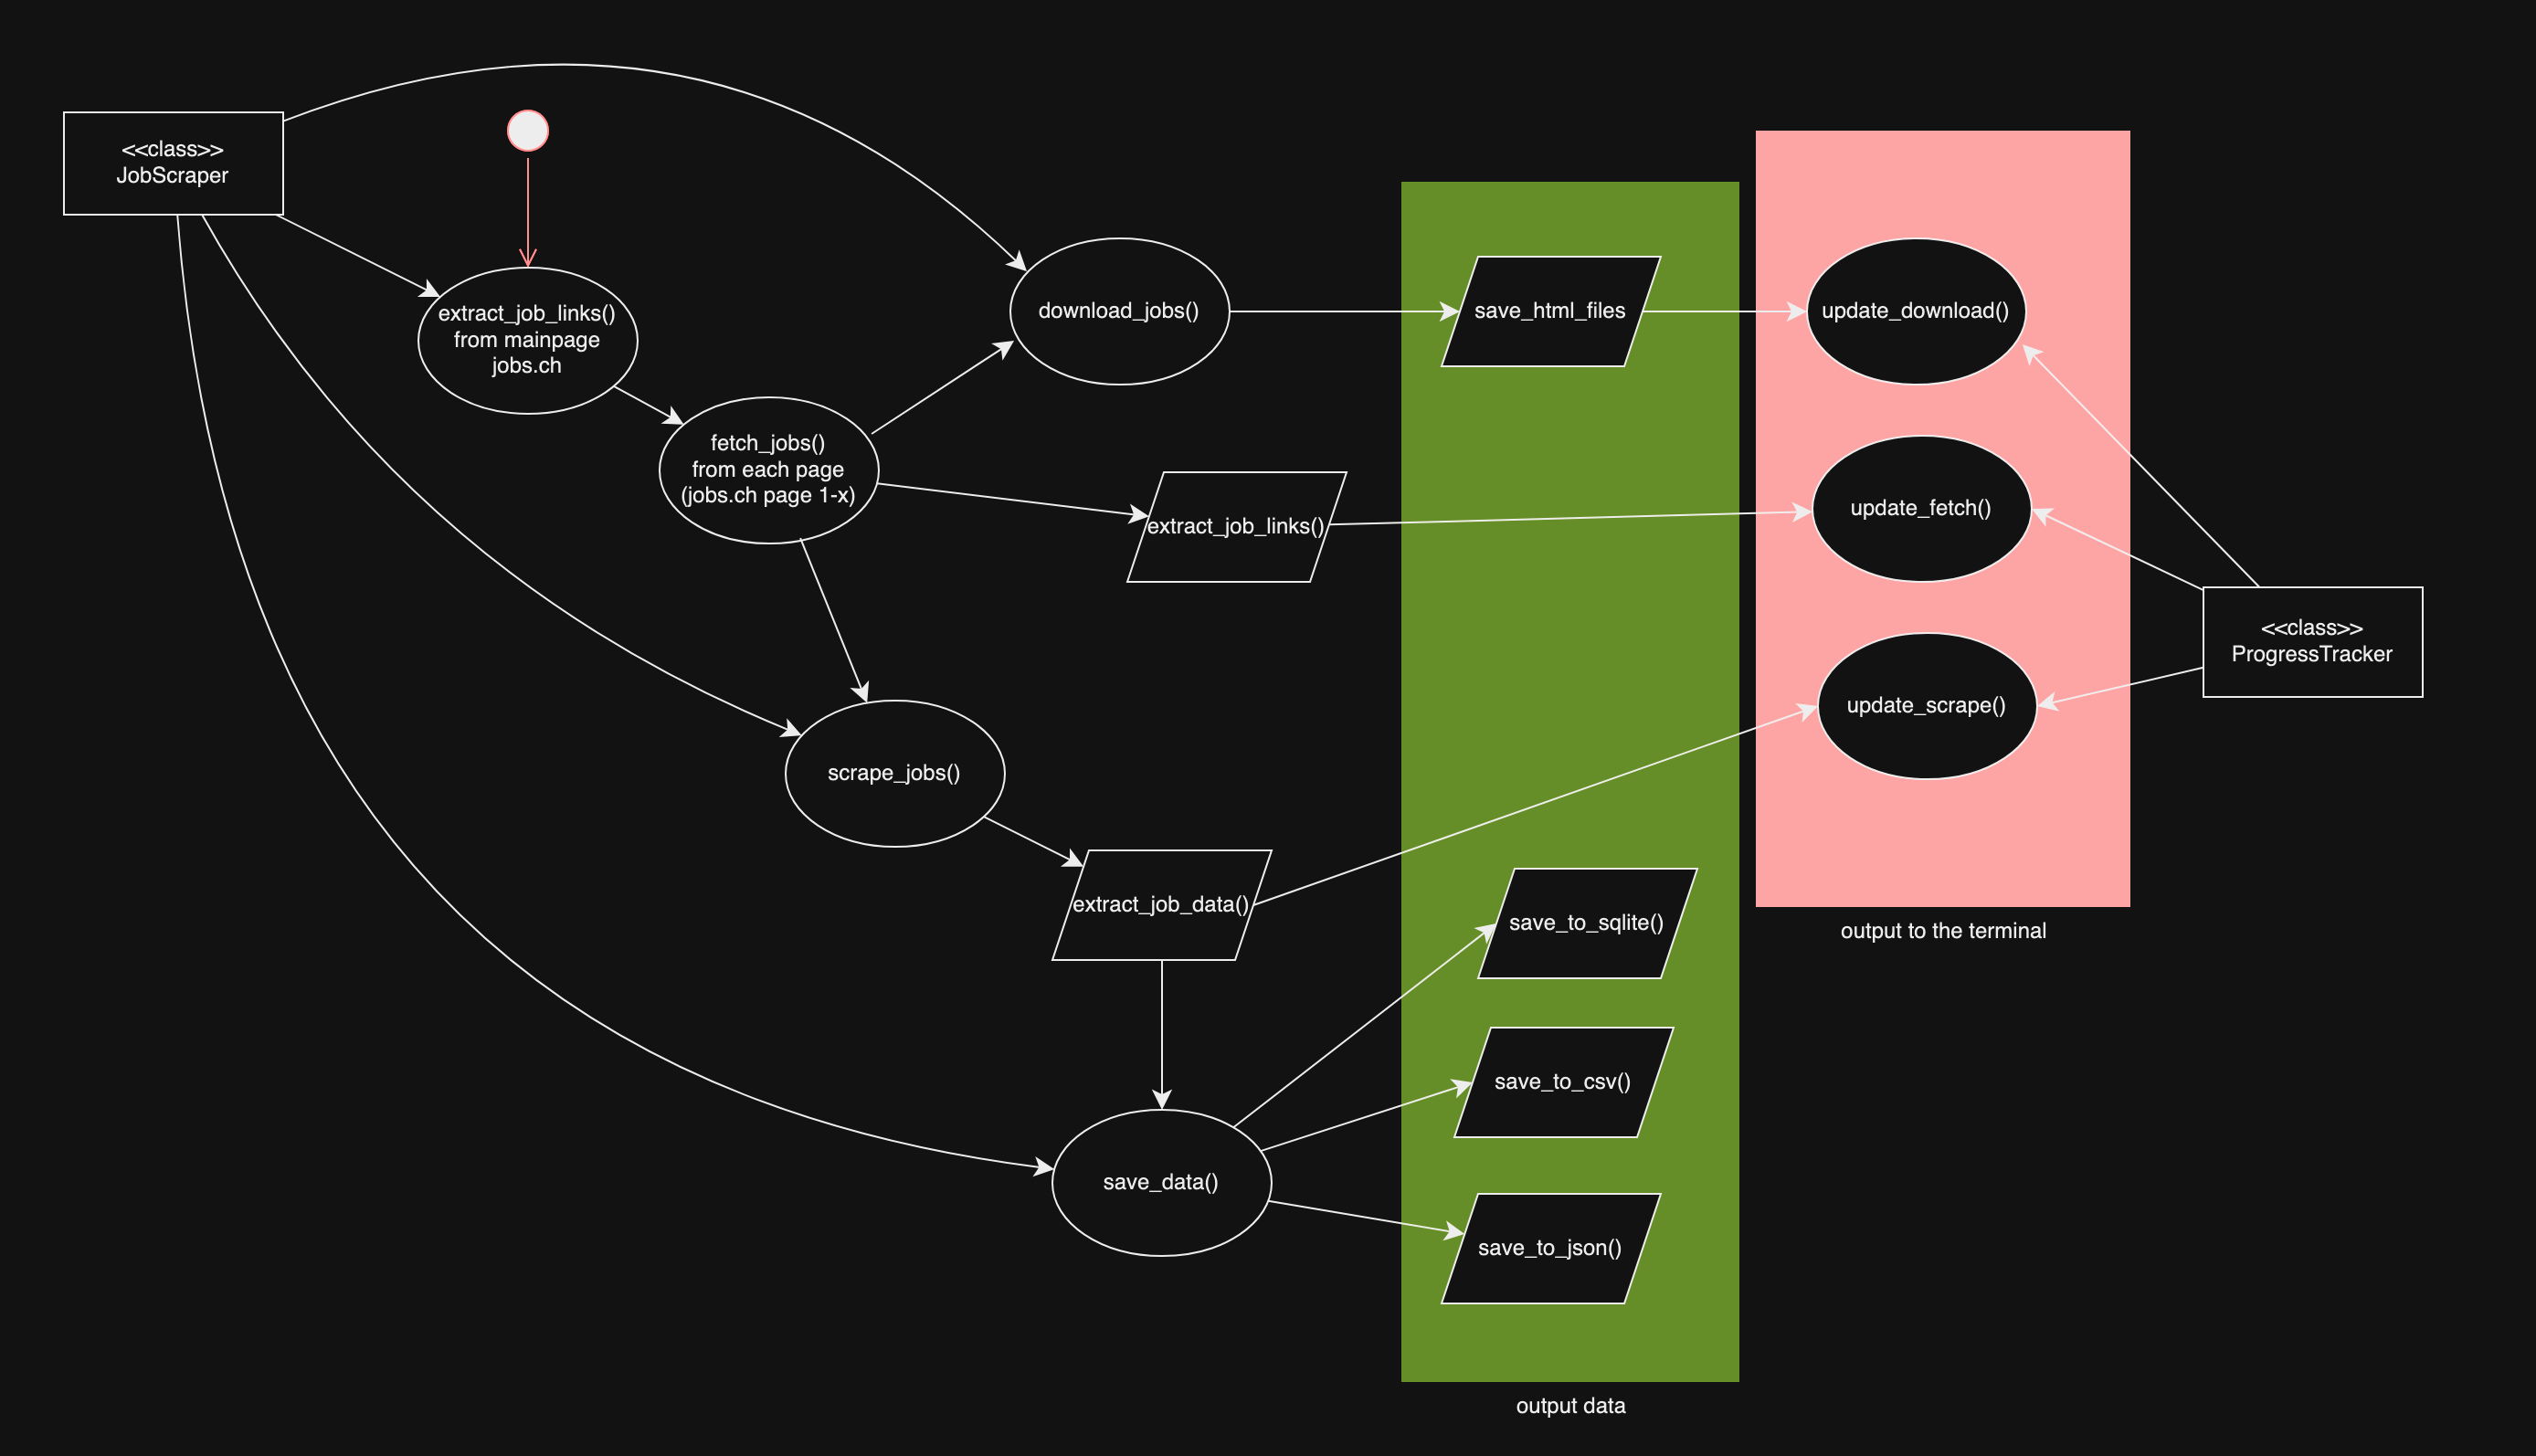 <<class>>
JobScraper
extract_job_links()
from mainpage
jobs.ch
fetch_jobs()
from each page
(jobs.ch page 1-x)
download_jobs()
save_html_files
update_download()
extract_job_links()
update_fetch()
<<class>>
ProgressTracker
update_scrape()
scrape_jobs()
extract_job_data()
save_to_sqlite()
output to the terminal
save_to_csv()
save_data()
save_to_json()
output data